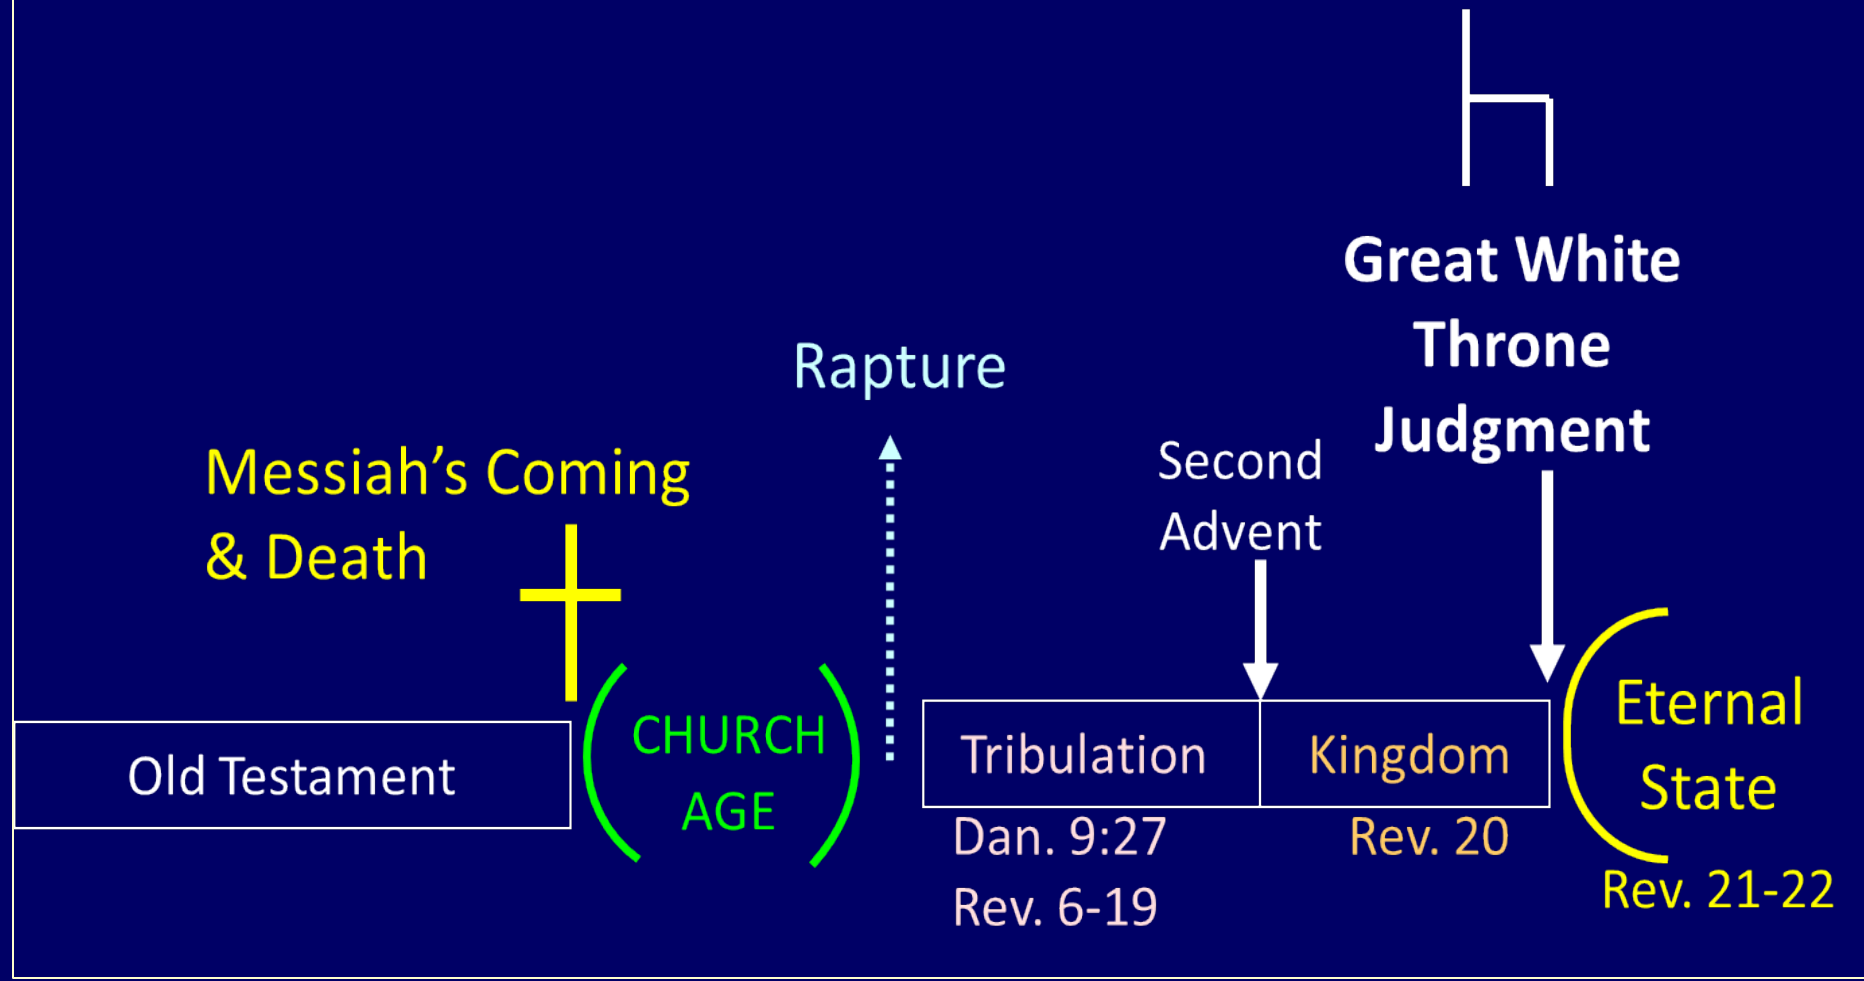 Great White
Throne
Judgment
Rapture
Second
Advent
Messiah’s Coming
& Death
Old Testament
CHURCH
AGE
Tribulation
Kingdom
Eternal
State
Dan. 9:27
Rev. 6-19
Rev. 20
Rev. 21-22